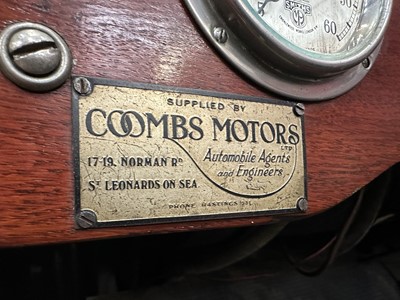 SMITHS
60
SUPPLIED BY
COOMBS MOTORS LTD
17-19. NORMAN RD
Automobile Agents
and Engineers
ST LEONARDS ON SEA
PHONE HASTINGS